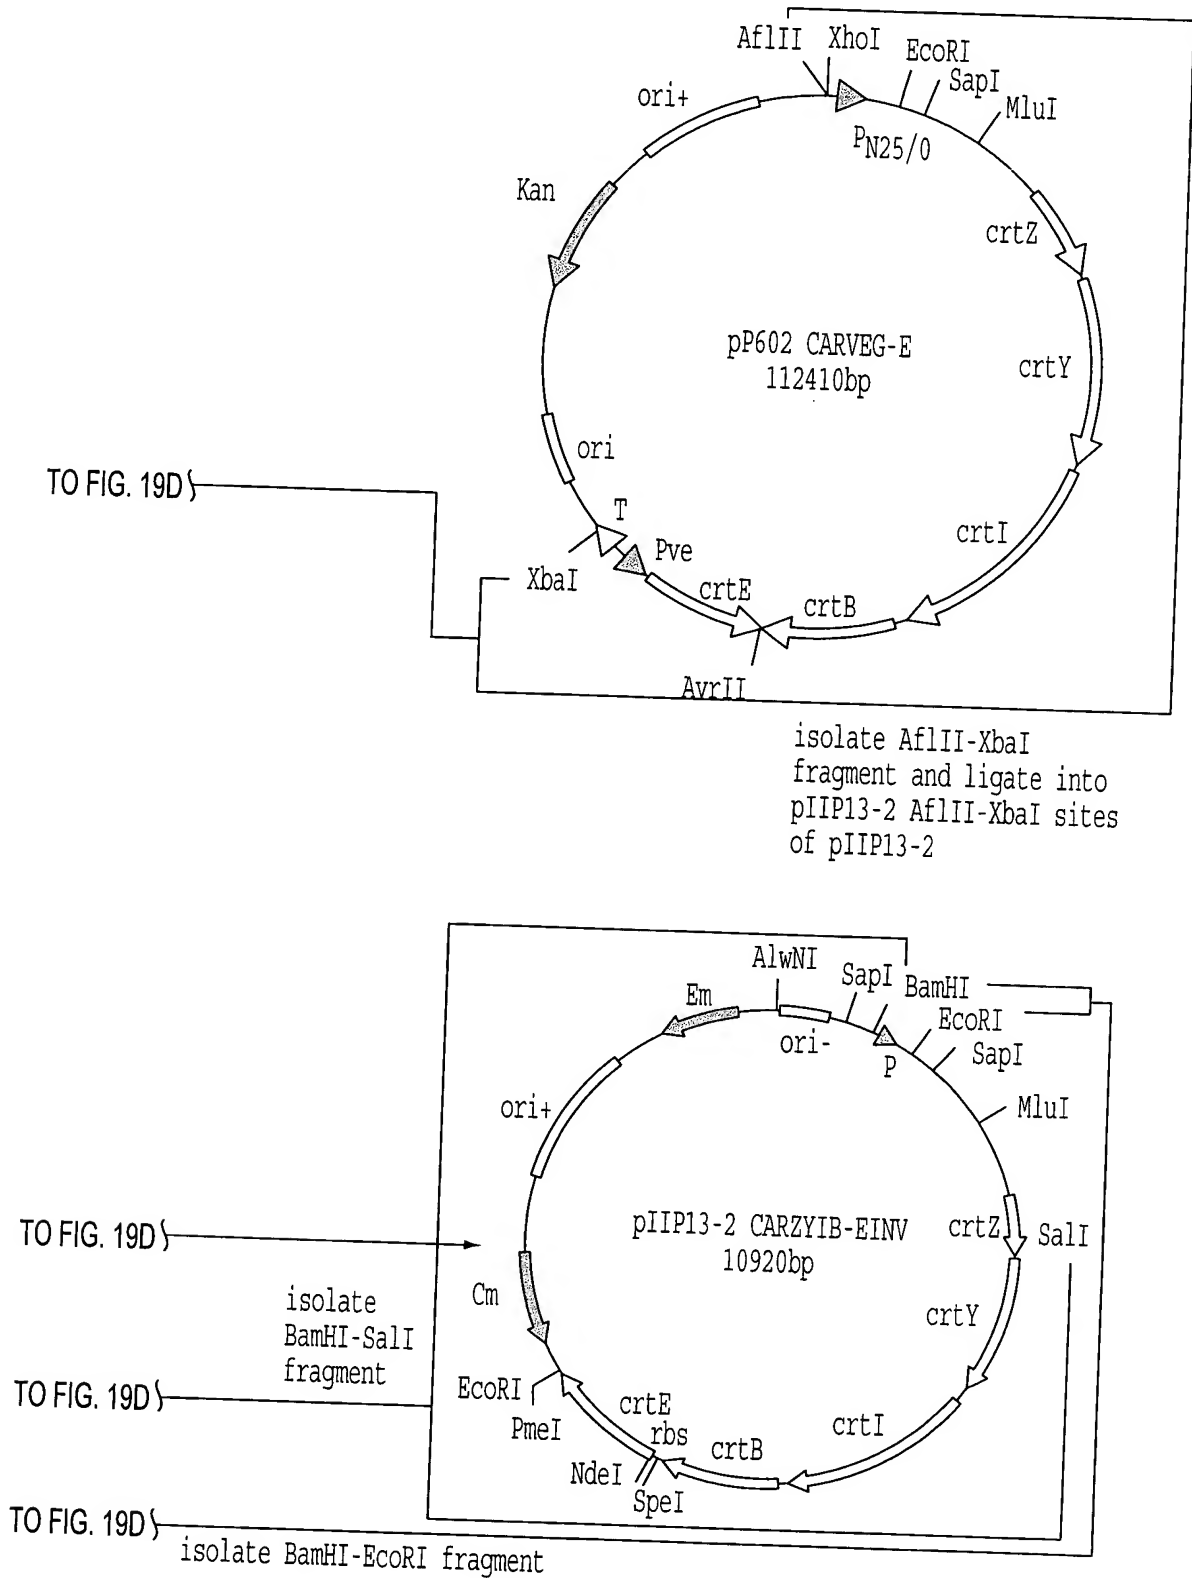 AflII
XhoI
EcoRI
SapI
MluI
ori+
PN25/0
Kan
crtZ
pP602 CARVEG-E
112410bp
crtY
ori
TO FIG. 19D
T
Pve
crtI
XbaI
crtE
crtB
AvrII
isolate AflII-XbaI
fragment and ligate into
pIIP13-2 AflII-XbaI sites
of pIIP13-2
AlwNI
SapI
BamHI
Em
EcoRI
ori-
SapI
P
ori+
MluI
TO FIG. 19D
pIIP13-2 CARZYIB-EINV
10920bp
crtZ
SalI
Cm
isolate
BamHI-SalI
fragment
crtY
TO FIG. 19D
EcoRI
PmeI
crtE
rbs
crtB
crtI
NdeI
SpeI
TO FIG. 19D
isolate BamHI-EcoRI fragment